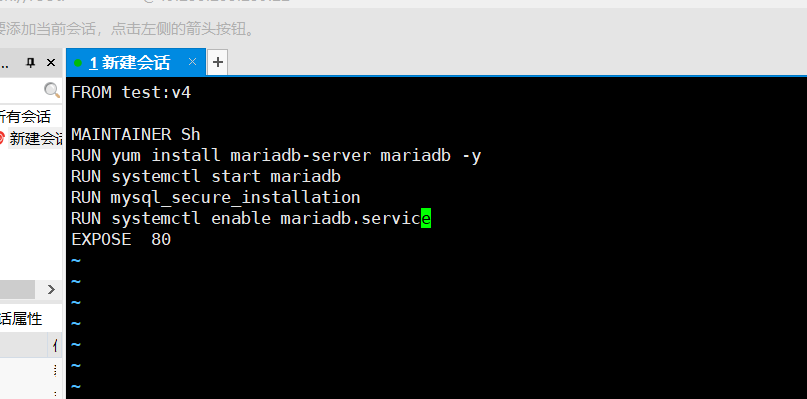 要添加当前会话，点击左侧的箭头按钮。
1 新建会话
所有会话
新建会话
FROM test:v4
MAINTAINER Sh
RUN yum install mariadb-server mariadb -y
RUN systemctl start mariadb
RUN mysql_secure_installation
RUN systemctl enable mariadb.service
EXPOSE  80
~
~
~
~
~
~
~
话属性